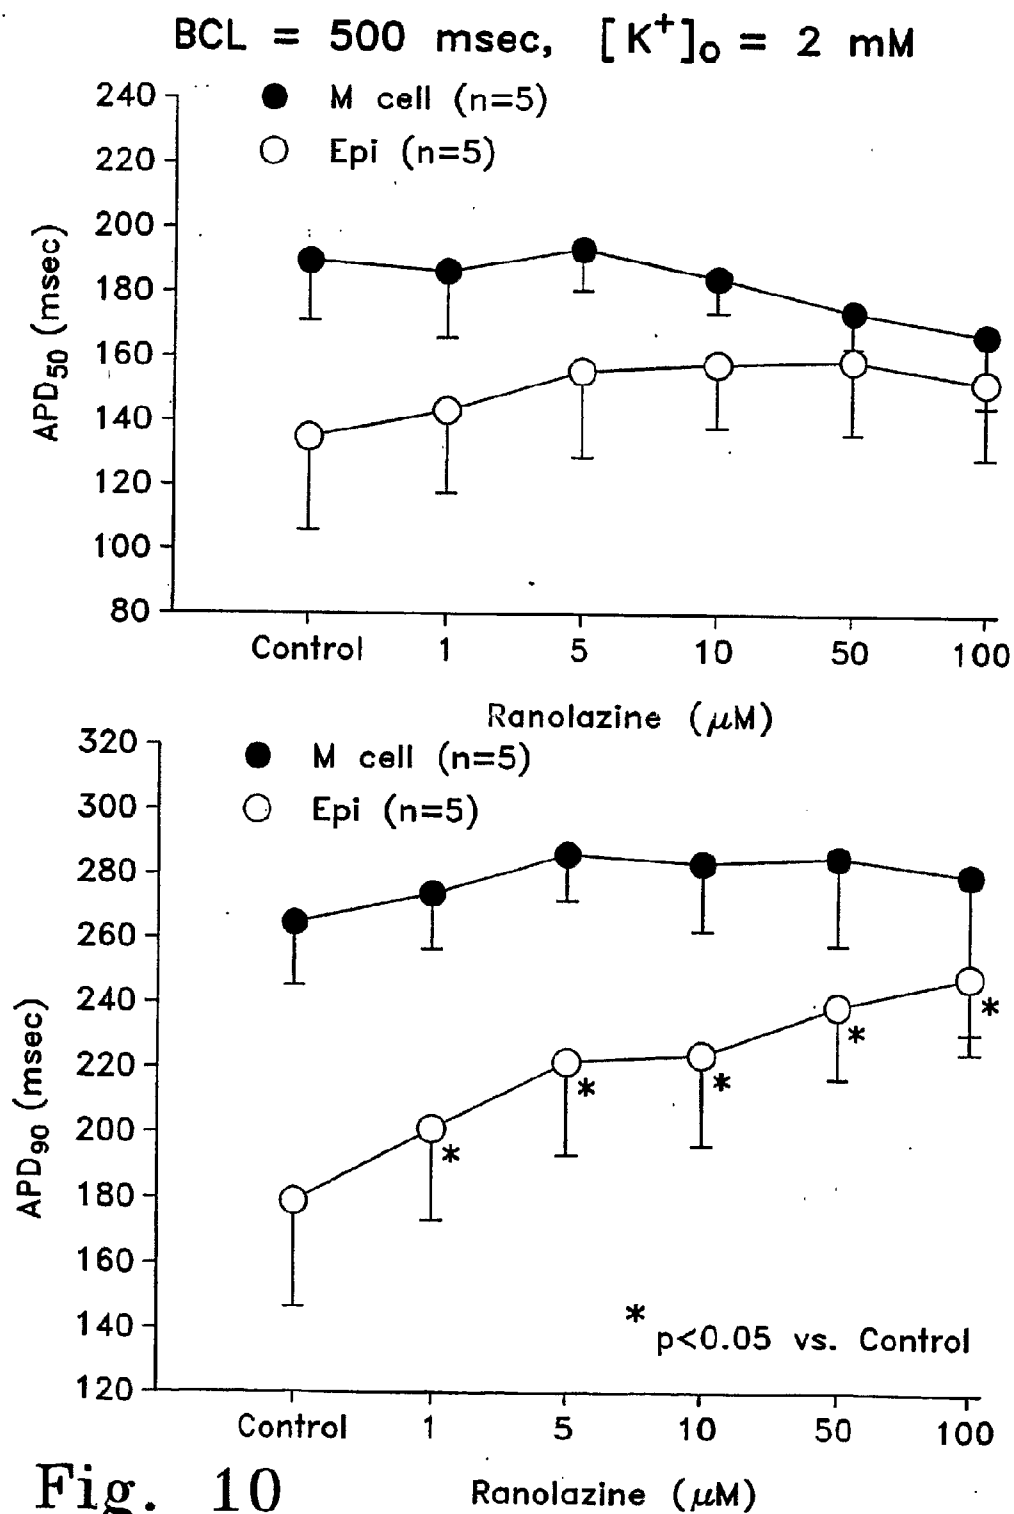 BCL = 500 msec, [K⁺]₀ = 2 mM
240
M cell (n=5)
220
Epi (n=5)
200
180
160
140
120
100
80
APD₅₀ (msec)
Control 1 5 10 50 100
Ranolazine (μM)
320
M cell (n=5)
300
Epi (n=5)
280
260
240
220
200
180
160
140
120
APD₉₀ (msec)
*
*
*
*
*
* p<0.05 vs. Control
Control 1 5 10 50 100
Ranolazine (μM)
Fig. 10